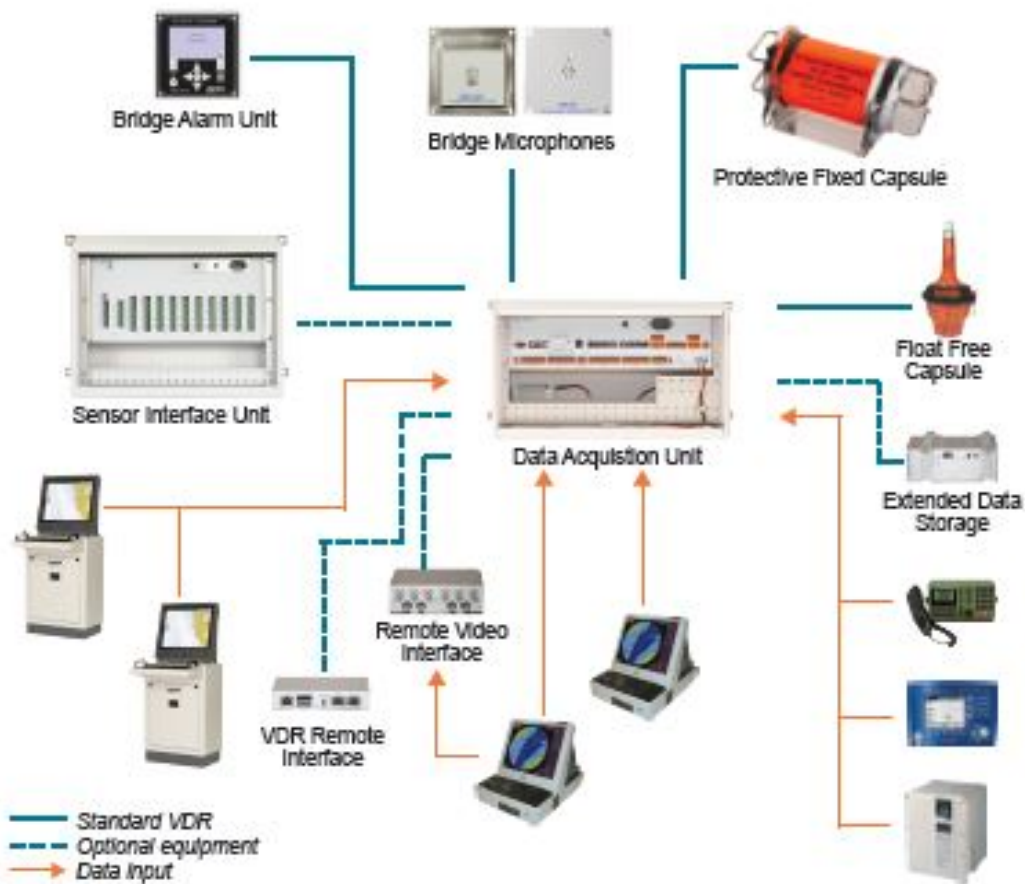 Bridge Alarm Unit
Bridge Microphones
Protective Fixed Capsule
Sensor Interface Unit
Data Acquistion Unit
Float Free
Capsule
Extended Data
Storage
Remote Video
Interface
VDR Remote
Interface
Standard VDR
Optional equipment
Data Input